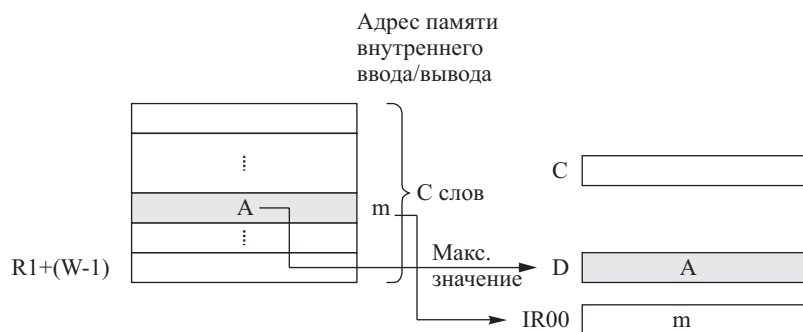 Адрес памяти
внутреннего
ввода/вывода
C
A
m
С слов
R1+(W-1)
Макс.
значение
D
A
IR00
m